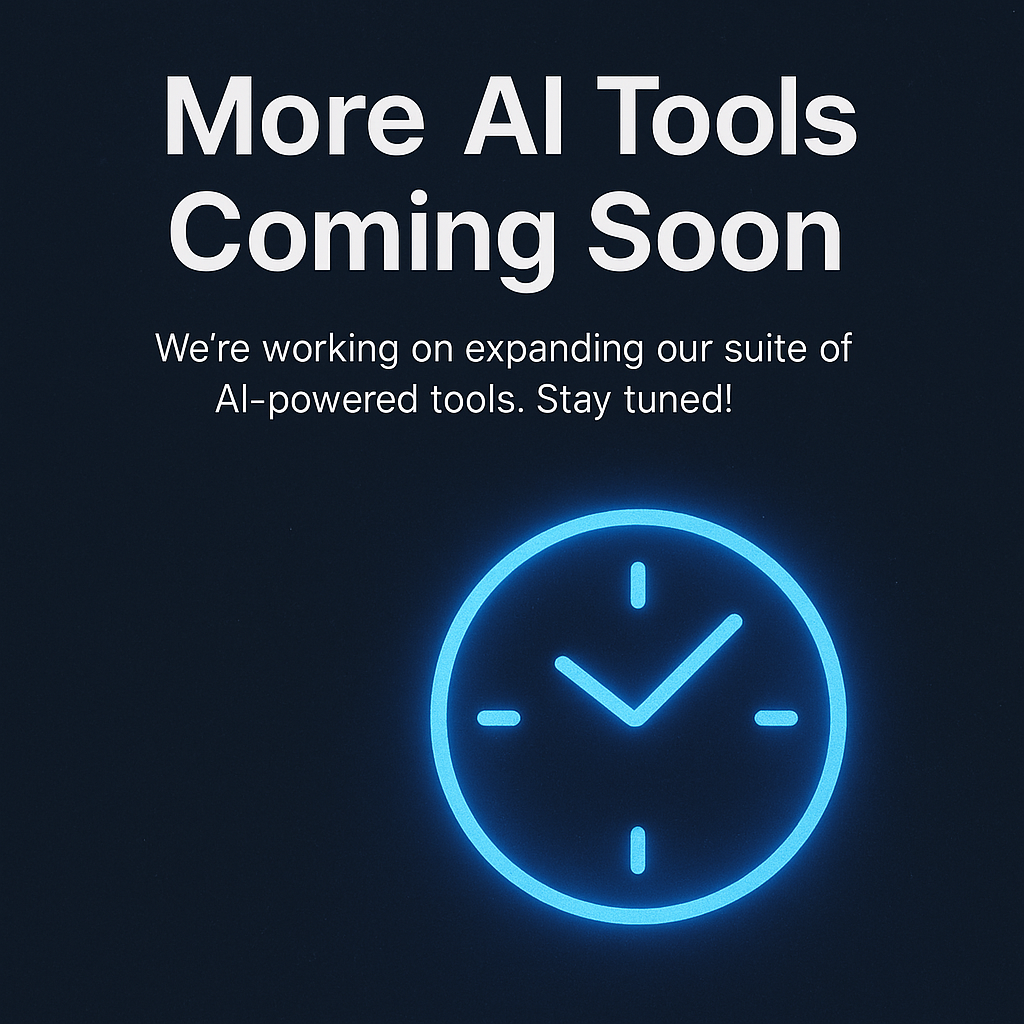 More AI Tools
Coming Soon
We’re working on expanding our suite of
AI-powered tools. Stay tuned!